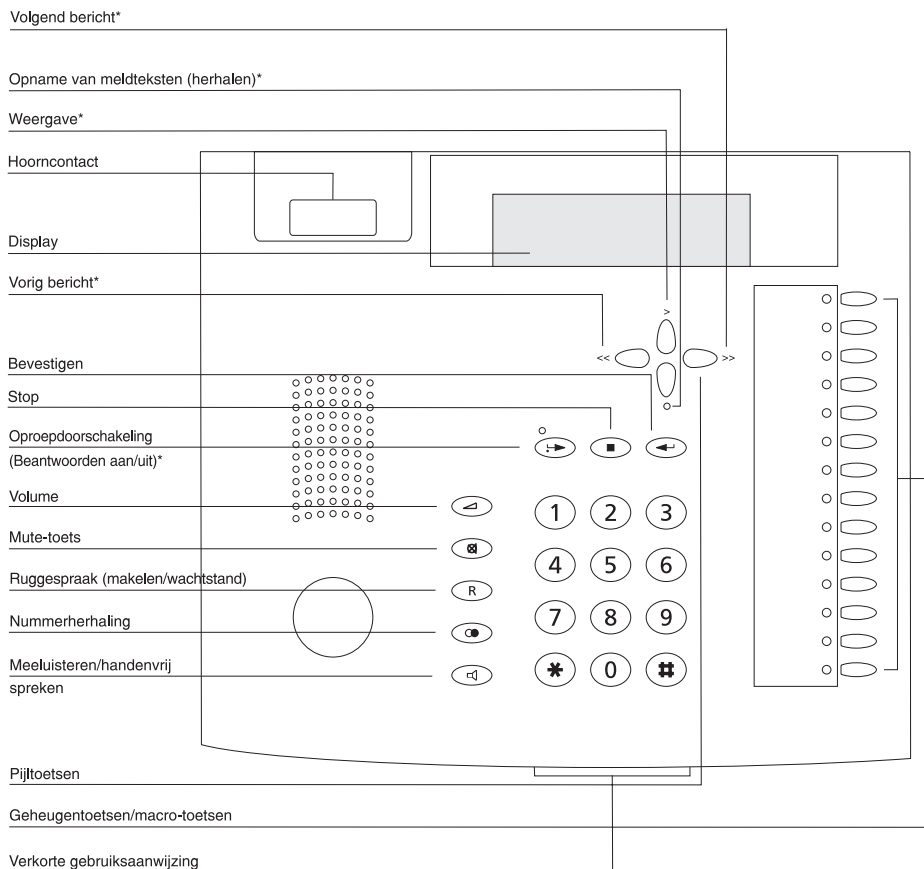 Volgend bericht*
Opname van meldteksten (herhalen)*
Weergave*
Hoorncontact
Display
Vorig bericht*
>
<< >>
Bevestigen
Stop
Oproepdoorschakeling
(Beantwoorden aan/uit)*
Volume
1 2 3
Mute-toets
4 5 6
Ruggespraak (makelen/wachtstand)
R
Nummerherhaling
7 8 9
Meeluisteren/handenvrij
spreken
* 0 #
Pijltoetsen
Geheugentoetsen/macro-toetsen
Verkorte gebruiksaanwijzing